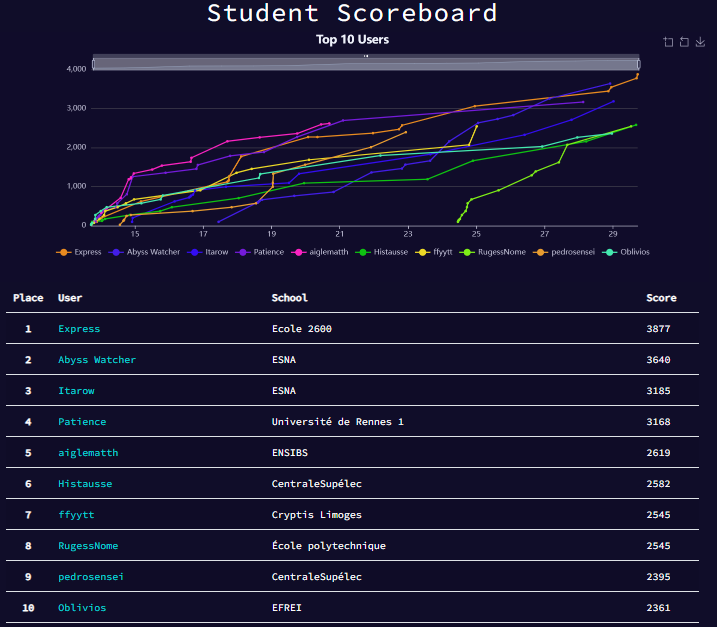 Student Scoreboard
Top 10 Users
4,000
3,000
2,000
1,000
0
15 17 19 21 23 25 27 29
Express Abyss Watcher Itarow Patience aiglematth Histausse ffyytt RugessNome pedrosensei Oblivios
Place User School Score
1 Express Ecole 2600 3877
2 Abyss Watcher ESNA 3640
3 Itarow ESNA 3185
4 Patience Université de Rennes 1 3168
5 aiglematth ENSIBS 2619
6 Histausse CentraleSupélec 2582
7 ffyytt Cryptis Limoges 2545
8 RugessNome École polytechnique 2545
9 pedrosensei CentraleSupélec 2395
10 Oblivios EFREI 2361